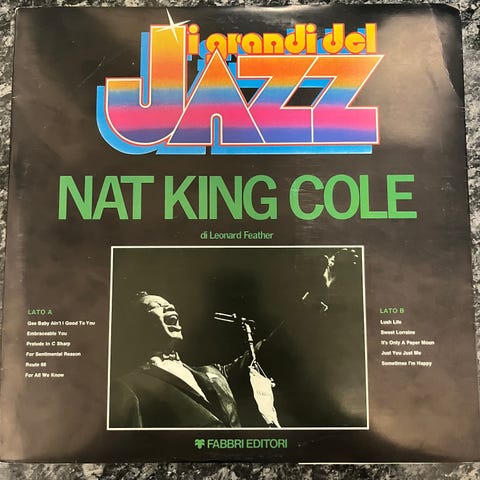 i grandi del
JAZZ
NAT KING COLE
di Leonard Feather
LATO A
Gee Baby Ain't I Good To You
Embraceable You
Prelude in C Sharp
For Sentimental Reason
Route 66
For All We Know
LATO B
Lush Life
Sweet Lorraine
It's Only A Paper Moon
Just You Just Me
Sometimes I'm Happy
FABBRI EDITORI